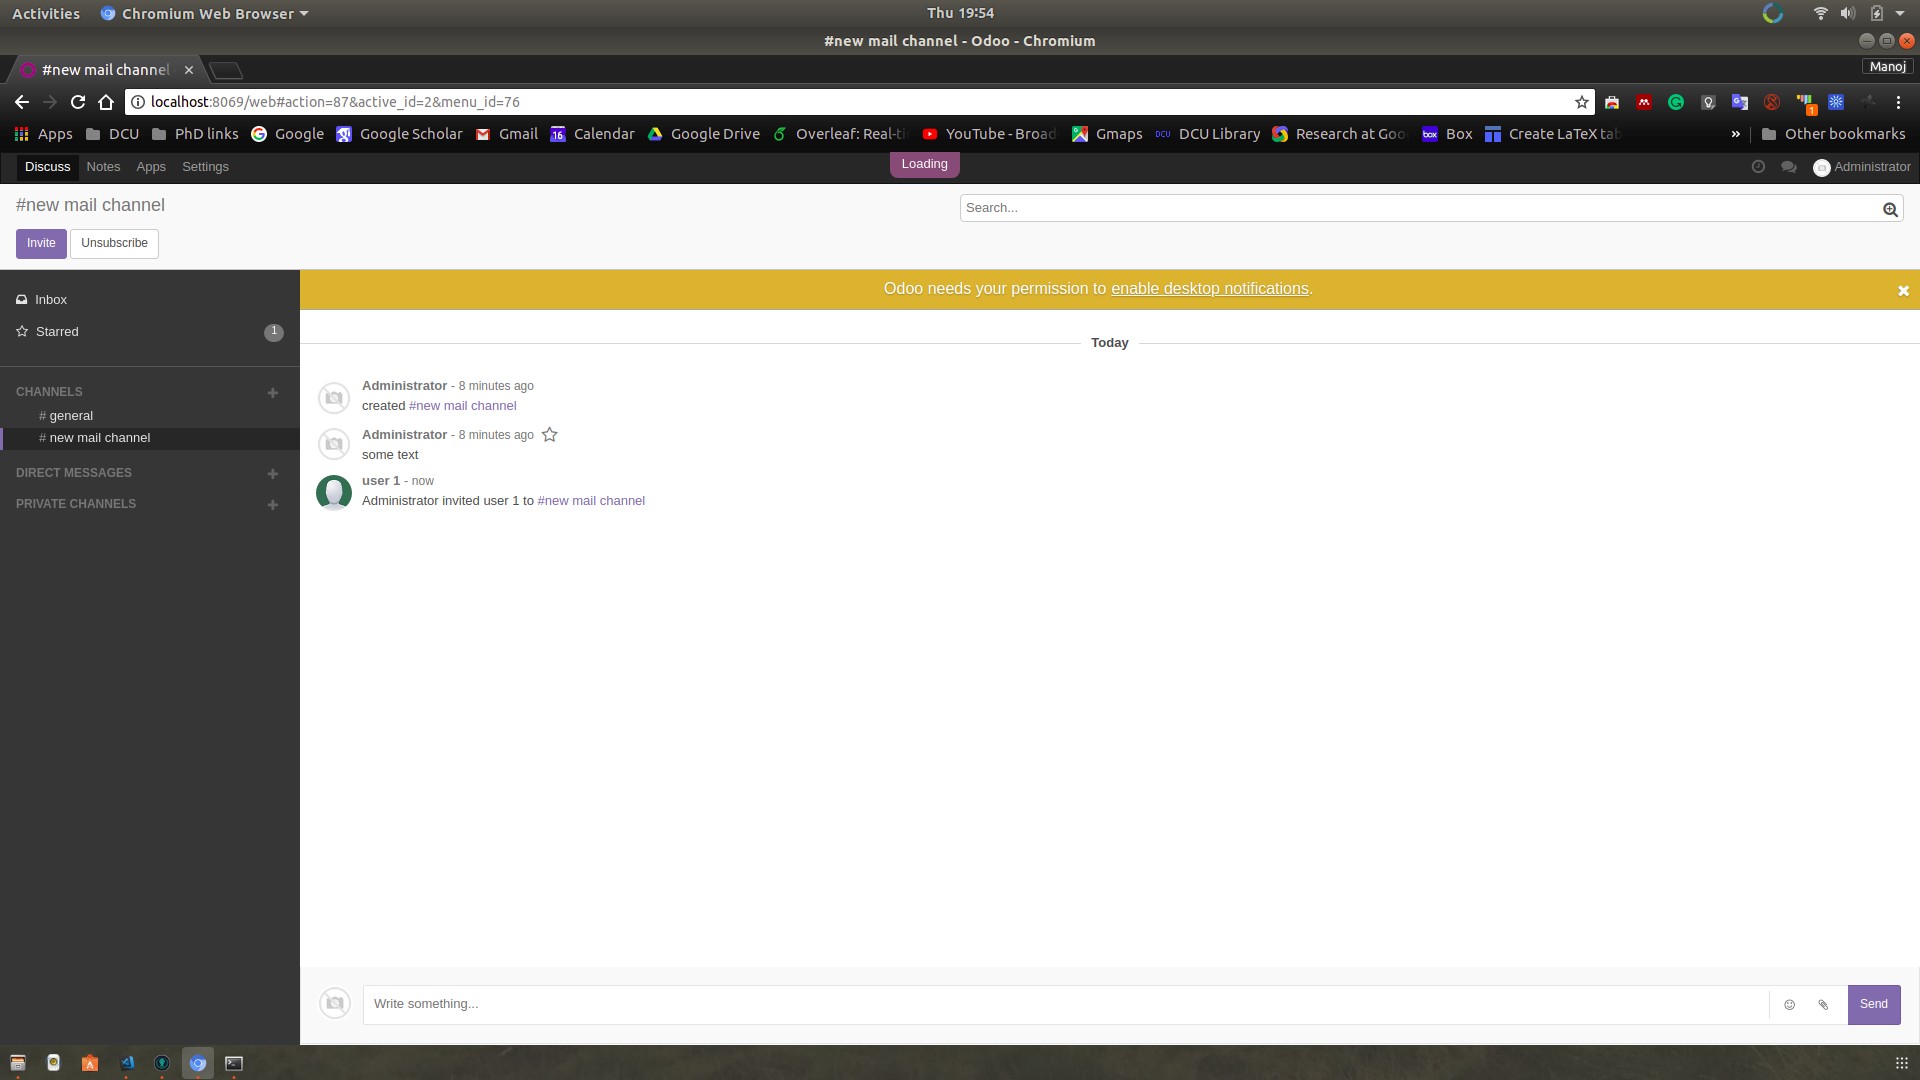 Activities Chromium Web Browser Thu 19:54
#new mail channel - Odoo - Chromium
#new mail channel Manoj
localhost:8069/web#action=87&active_id=2&menu_id=76 1
Apps DCU PhD links Google Google Scholar Gmail 16 Calendar Google Drive Overleaf: Real-ti YouTube - Broad Gmaps DCU DCU Library Research at Goo box Box Create LaTeX tab » Other bookmarks
Discuss Notes Apps Settings Loading Administrator
#new mail channel Search...
Invite Unsubscribe
Odoo needs your permission to enable desktop notifications.
Inbox
Starred 1
Today
CHANNELS
# general
# new mail channel
DIRECT MESSAGES
PRIVATE CHANNELS
Administrator - 8 minutes ago
created #new mail channel
Administrator - 8 minutes ago
some text
user 1 - now
Administrator invited user 1 to #new mail channel
Write something... Send